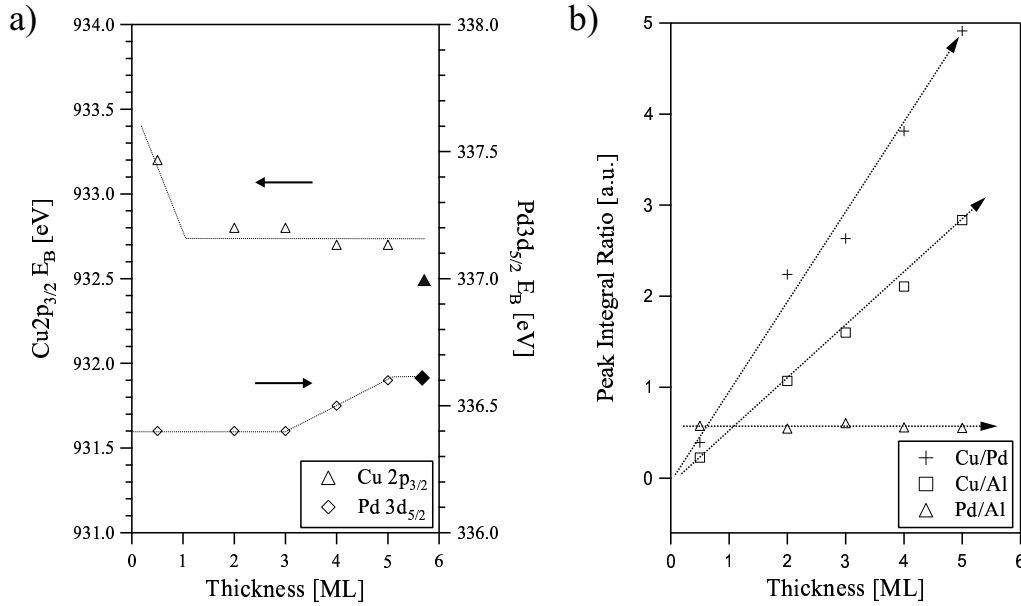 a)
934.0
933.5
933.0
932.5
932.0
931.5
931.0
Cu2p3/2 EB [eV]
338.0
337.5
337.0
336.5
336.0
Pd3d5/2 EB [eV]
Cu 2p3/2
Pd 3d5/2
0 1 2 3 4 5 6
Thickness [ML]
b)
5
4
3
2
1
0
Peak Integral Ratio [a.u.]
Cu/Pd
Cu/Al
Pd/Al
0 1 2 3 4 5 6
Thickness [ML]